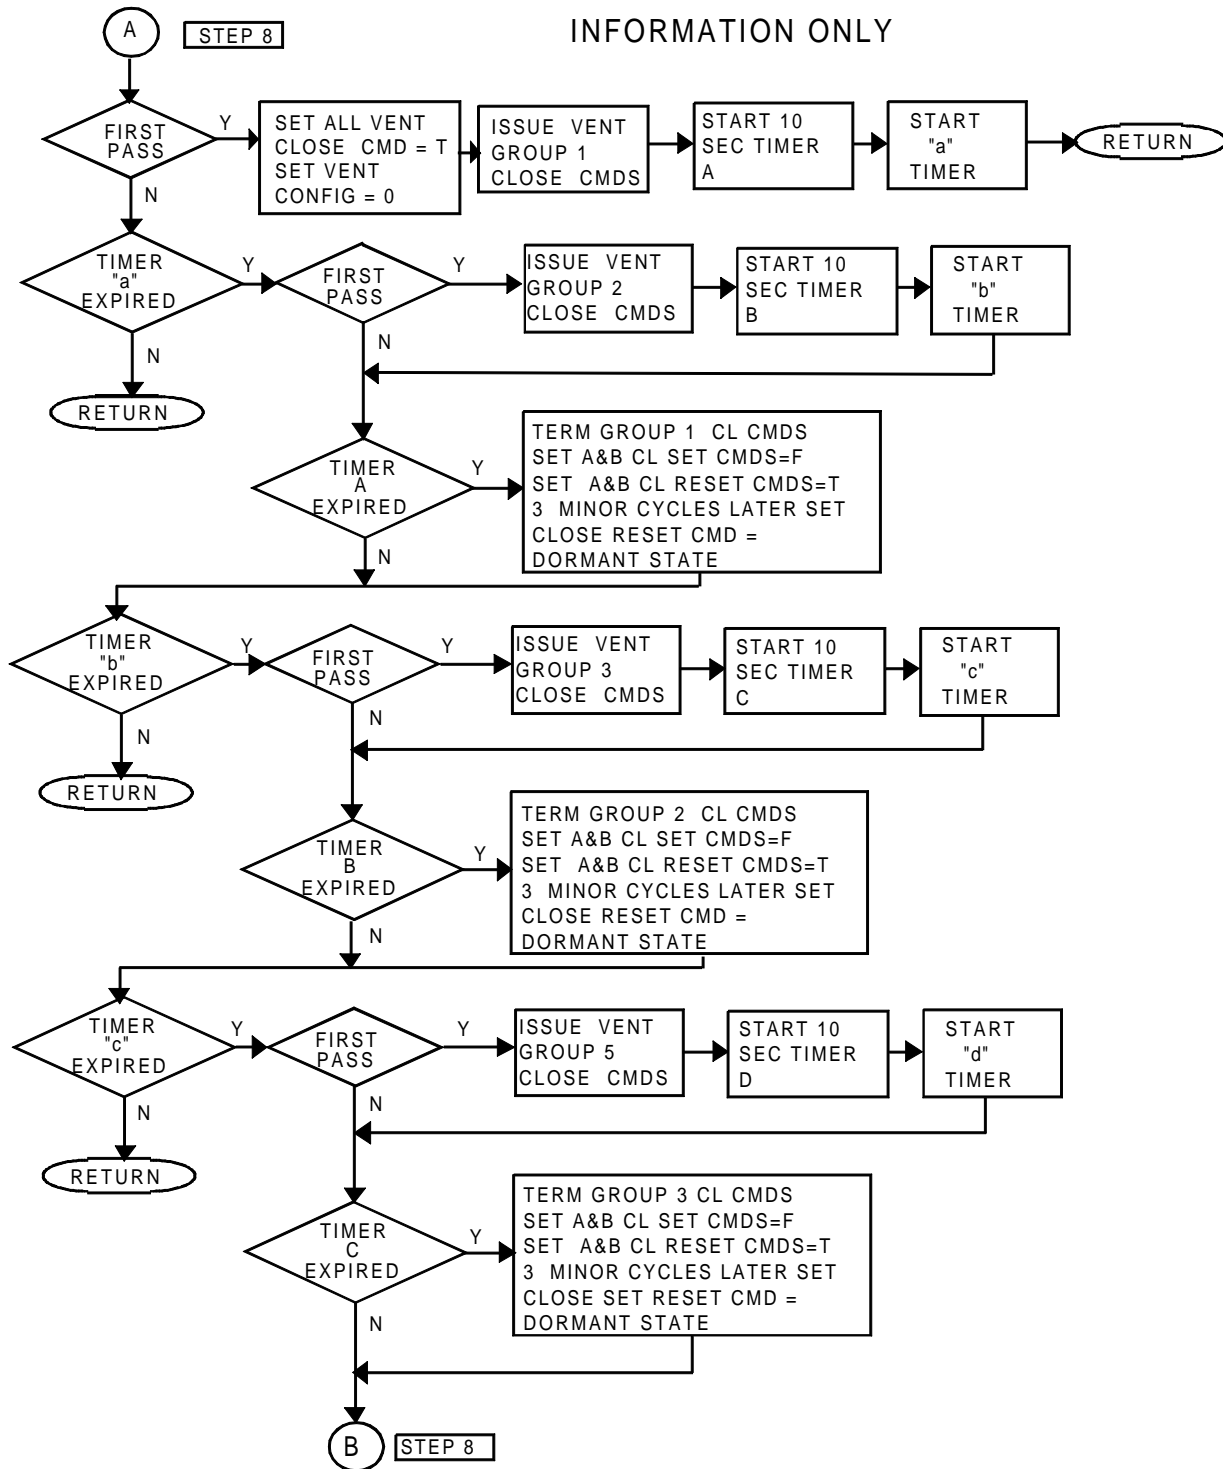 INFORMATION ONLY
A
STEP 8
FIRST
PASS
Y
N
SET ALL VENT
CLOSE CMD = T
SET VENT
CONFIG = 0
ISSUE VENT
GROUP 1
CLOSE CMDS
START 10
SEC TIMER
A
START
"a"
TIMER
RETURN
TIMER
"a"
EXPIRED
Y
N
RETURN
FIRST
PASS
Y
N
ISSUE VENT
GROUP 2
CLOSE CMDS
START 10
SEC TIMER
B
START
"b"
TIMER
TIMER
A
EXPIRED
Y
N
TERM GROUP 1 CL CMDS
SET A&B CL SET CMDS=F
SET A&B CL RESET CMDS=T
3 MINOR CYCLES LATER SET
CLOSE RESET CMD =
DORMANT STATE
TIMER
"b"
EXPIRED
Y
N
RETURN
FIRST
PASS
Y
N
ISSUE VENT
GROUP 3
CLOSE CMDS
START 10
SEC TIMER
C
START
"c"
TIMER
TIMER
B
EXPIRED
Y
N
TERM GROUP 2 CL CMDS
SET A&B CL SET CMDS=F
SET A&B CL RESET CMDS=T
3 MINOR CYCLES LATER SET
CLOSE RESET CMD =
DORMANT STATE
TIMER
"c"
EXPIRED
Y
N
RETURN
FIRST
PASS
Y
N
ISSUE VENT
GROUP 5
CLOSE CMDS
START 10
SEC TIMER
D
START
"d"
TIMER
TIMER
C
EXPIRED
Y
N
TERM GROUP 3 CL CMDS
SET A&B CL SET CMDS=F
SET A&B CL RESET CMDS=T
3 MINOR CYCLES LATER SET
CLOSE SET RESET CMD =
DORMANT STATE
B
STEP 8